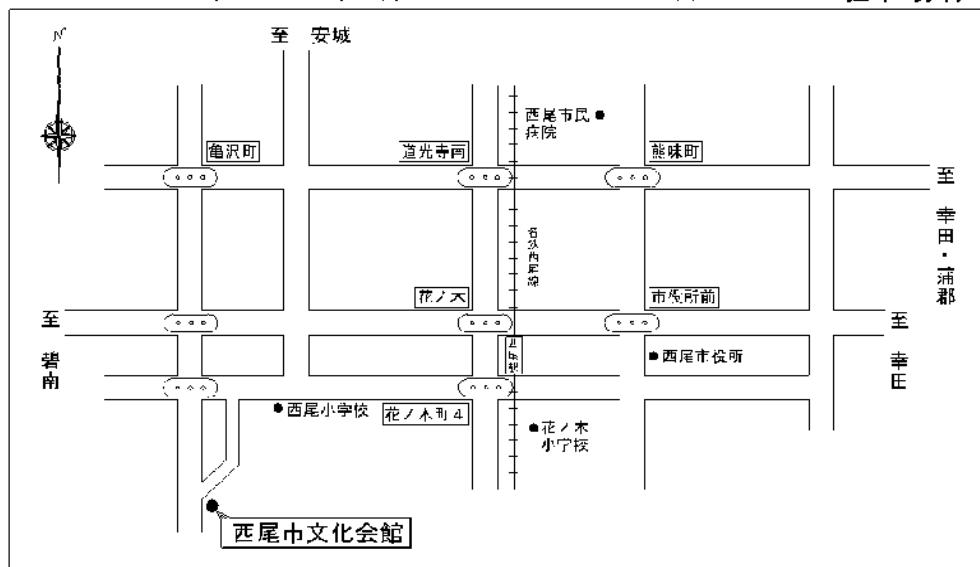 N
至 安城
西尾市民
病院
亀沢町
道光寺南
熊味町
至 幸田・蒲郡
名鉄西尾線
花ノ木
市役所前
至 碧南
至 幸田
西尾市役所
西尾小学校
花ノ木町4
花ノ木
小学校
西尾市文化会館